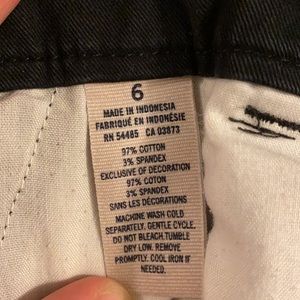 6
MADE IN INDONESIA
FABRIQUÉ EN INDONÉSIE
RN 54485 CA 03873
97% COTTON
3% SPANDEX
EXCLUSIVE OF DECORATION
97% COTON
3% SPANDEX
SANS LES DÉCORATIONS
MACHINE WASH COLD
SEPARATELY, GENTLE CYCLE.
DO NOT BLEACH. TUMBLE
DRY LOW. REMOVE
PROMPTLY. COOL IRON IF
NEEDED.